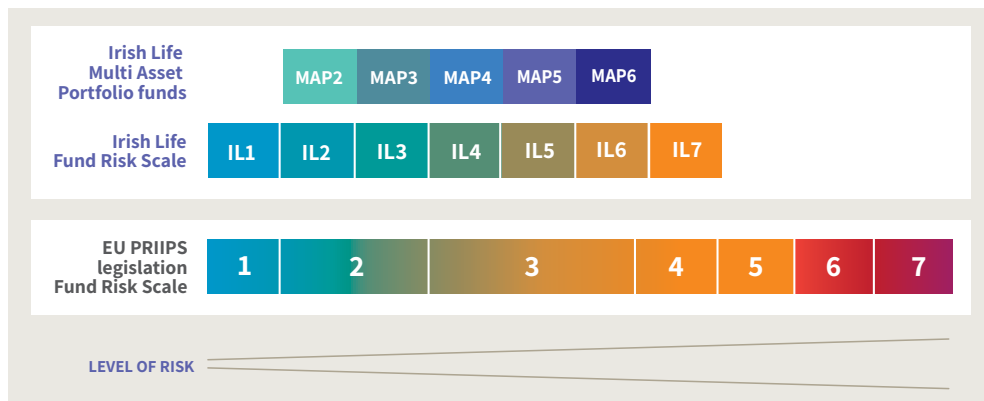 Irish Life
Multi Asset
Portfolio funds
MAP2 MAP3 MAP4 MAP5 MAP6
Irish Life
Fund Risk Scale
IL1 IL2 IL3 IL4 IL5 IL6 IL7
EU PRIIPS
legislation
Fund Risk Scale
1 2 3 4 5 6 7
LEVEL OF RISK